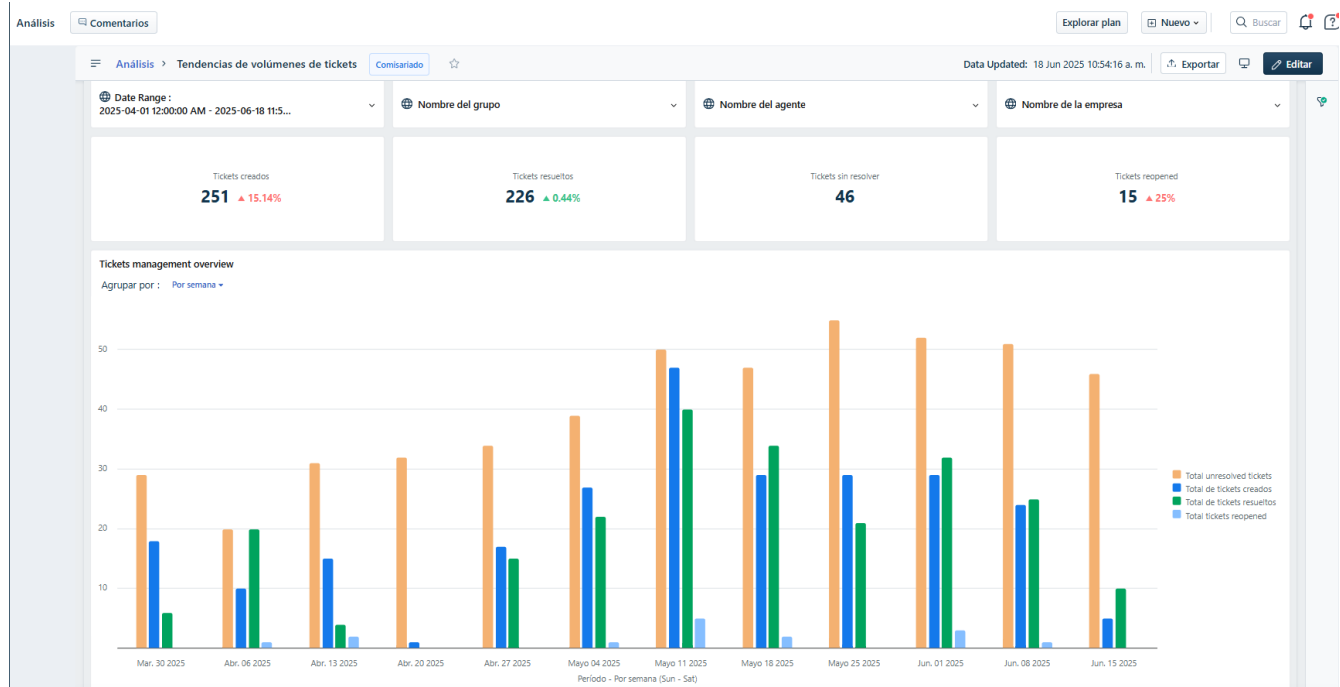 Análisis
Comentarios
Explorar plan
Nuevo
Buscar
Análisis > Tendencias de volúmenes de tickets
Comisariado
Data Updated: 18 Jun 2025 10:54:16 a. m.
Exportar
Editar
Date Range :
2025-04-01 12:00:00 AM - 2025-06-18 11:5...
Nombre del grupo
Nombre del agente
Nombre de la empresa
Tickets creados
251 ▲ 15.14%
Tickets resueltos
226 ▲ 0.44%
Tickets sin resolver
46
Tickets reopened
15 ▲ 25%
Tickets management overview
Agrupar por : Por semana
50
40
30
20
10
Total unresolved tickets
Total de tickets creados
Total de tickets resueltos
Total tickets reopened
Mar. 30 2025 Abr. 06 2025 Abr. 13 2025 Abr. 20 2025 Abr. 27 2025 Mayo 04 2025 Mayo 11 2025 Mayo 18 2025 Mayo 25 2025 Jun. 01 2025 Jun. 08 2025 Jun. 15 2025
Período - Por semana (Sun - Sat)